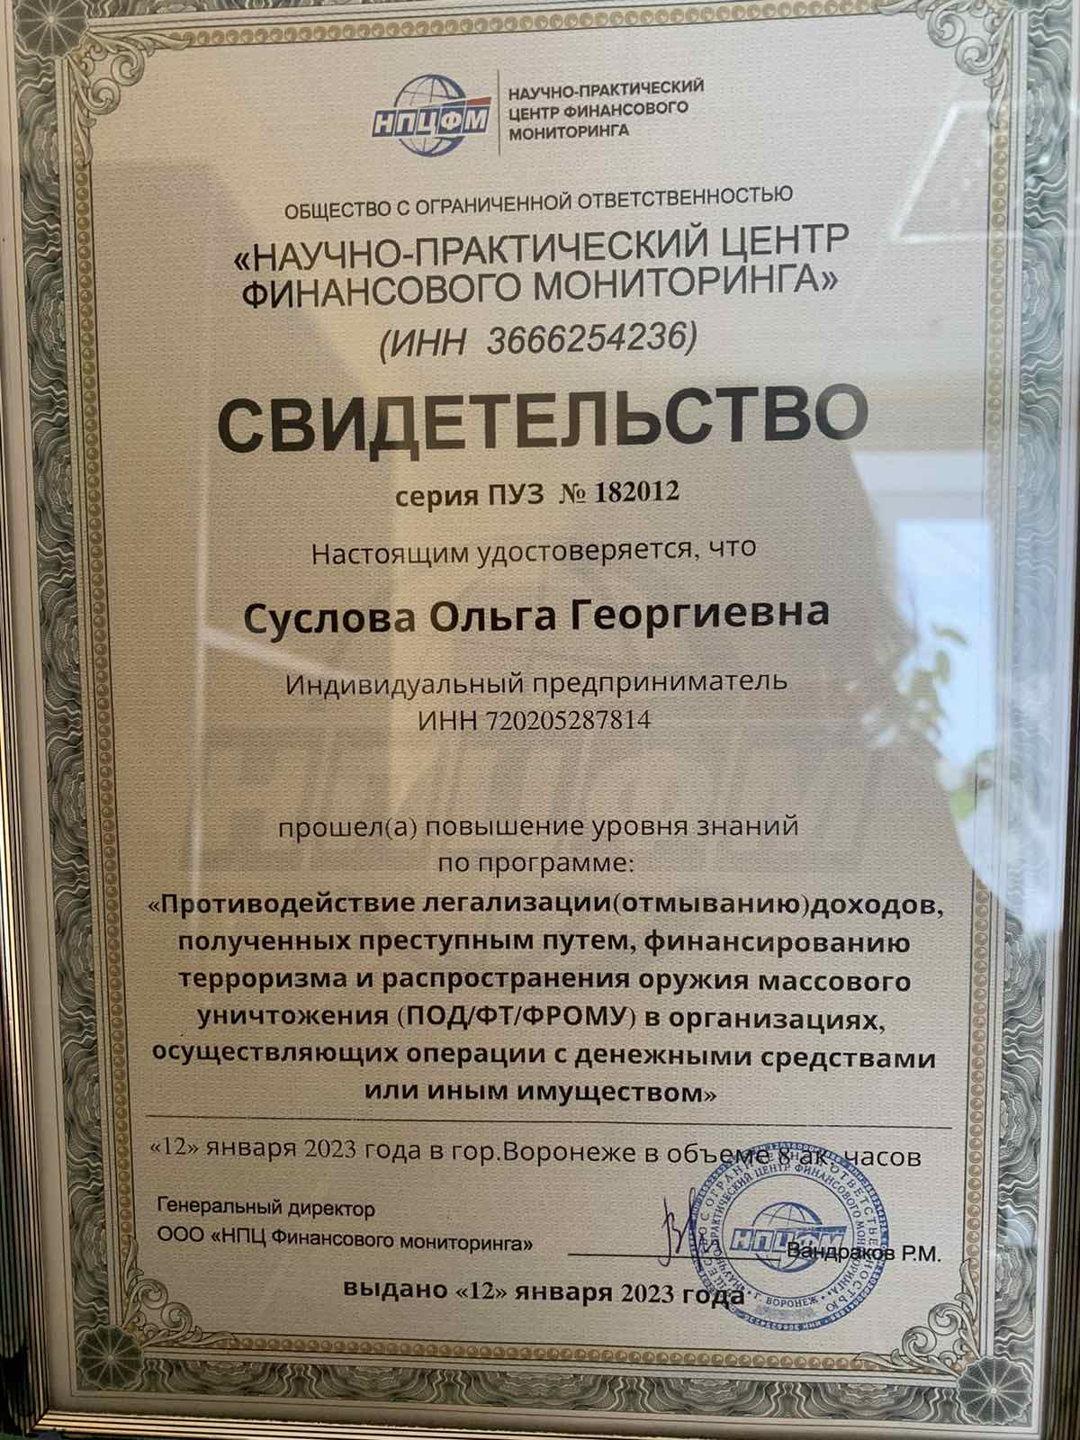 НПЦФМ
НАУЧНО-ПРАКТИЧЕСКИЙ
ЦЕНТР ФИНАНСОВОГО
МОНИТОРИНГА
ОБЩЕСТВО С ОГРАНИЧЕННОЙ ОТВЕТСТВЕННОСТЬЮ
«НАУЧНО-ПРАКТИЧЕСКИЙ ЦЕНТР
ФИНАНСОВОГО МОНИТОРИНГА»
(ИНН 3666254236)
СВИДЕТЕЛЬСТВО
серия ПУЗ № 182012
Настоящим удостоверяется, что
Суслова Ольга Георгиевна
Индивидуальный предприниматель
ИНН 720205287814
НПЦФМ
прошел(а) повышение уровня знаний
по программе:
«Противодействие легализации(отмыванию)доходов,
полученных преступным путем, финансированию
терроризма и распространения оружия массового
уничтожения (ПОД/ФТ/ФРОМУ) в организациях,
осуществляющих операции с денежными средствами
или иным имуществом»
«12» января 2023 года в гор.Воронеже в объеме 8 ак. часов
Генеральный директор
ООО «НПЦ Финансового мониторинга»
Вандраков Р.М.
выдано «12» января 2023 года
НПЦФМ
Г. ВОРОНЕЖ